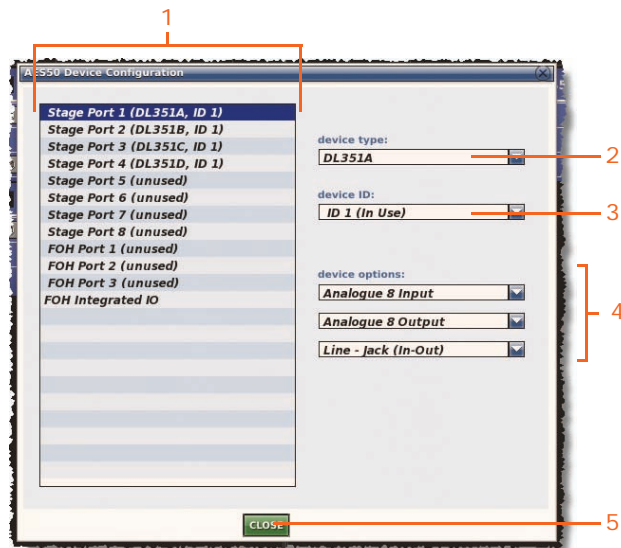 1
AES50 Device Configuration
Stage Port 1 (DL351A, ID 1)
Stage Port 2 (DL351B, ID 1)
Stage Port 3 (DL351C, ID 1)
Stage Port 4 (DL351D, ID 1)
Stage Port 5 (unused)
Stage Port 6 (unused)
Stage Port 7 (unused)
Stage Port 8 (unused)
FOH Port 1 (unused)
FOH Port 2 (unused)
FOH Port 3 (unused)
FOH Integrated IO
device type:
DL351A
2
device ID:
ID 1 (In Use)
3
device options:
Analogue 8 Input
Analogue 8 Output
Line - Jack (In-Out)
4
CLOSE
5